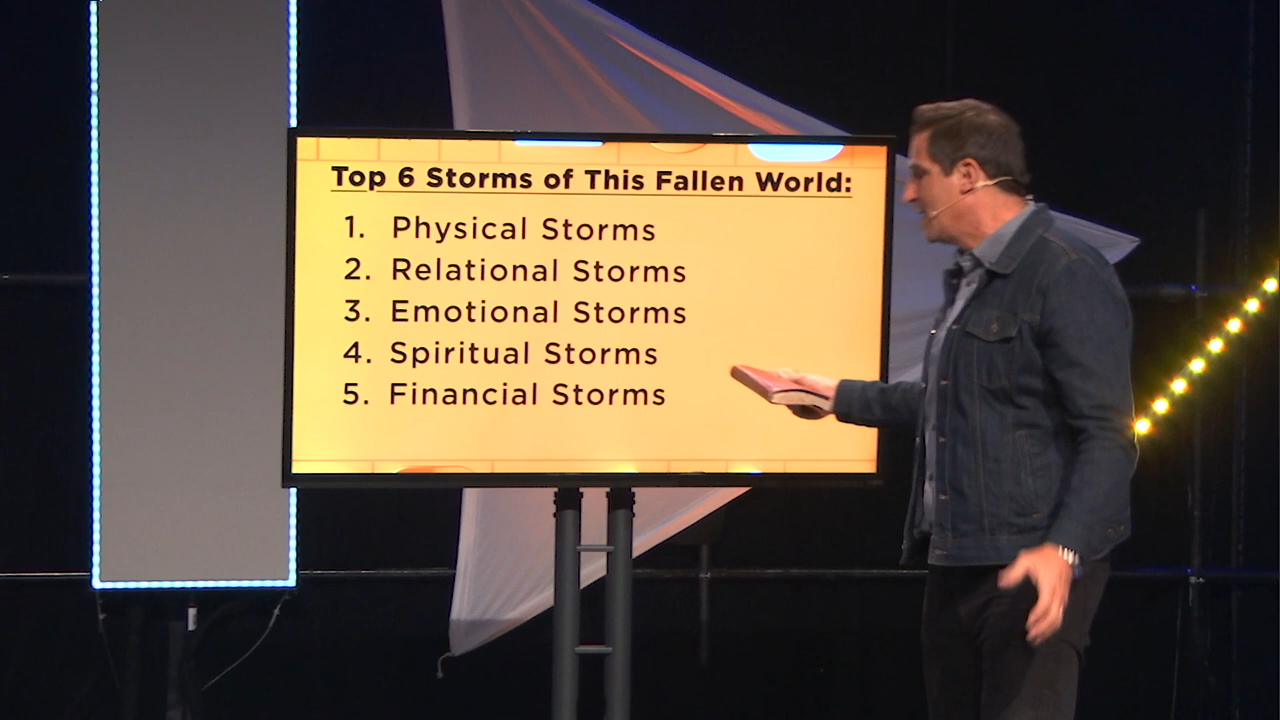 Top 6 Storms of This Fallen World:
1. Physical Storms
2. Relational Storms
3. Emotional Storms
4. Spiritual Storms
5. Financial Storms